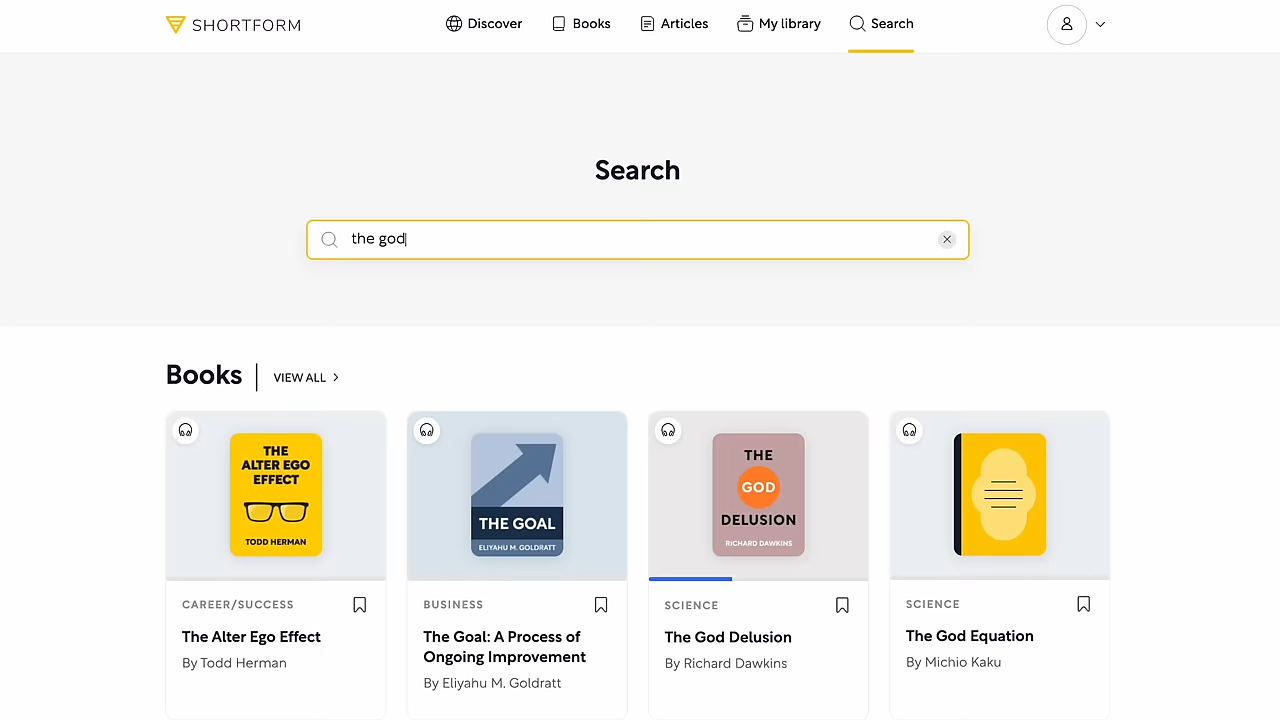 SHORTFORM
Discover
Books
Articles
My library
Search
Search
the god
Books
VIEW ALL
THE
ALTER EGO
EFFECT
TODD HERMAN
THE GOAL
ELIYAHU M. GOLDRATT
THE
GOD
DELUSION
RICHARD DAWKINS
CAREER/SUCCESS
The Alter Ego Effect
By Todd Herman
BUSINESS
The Goal: A Process of
Ongoing Improvement
By Eliyahu M. Goldratt
SCIENCE
The God Delusion
By Richard Dawkins
SCIENCE
The God Equation
By Michio Kaku